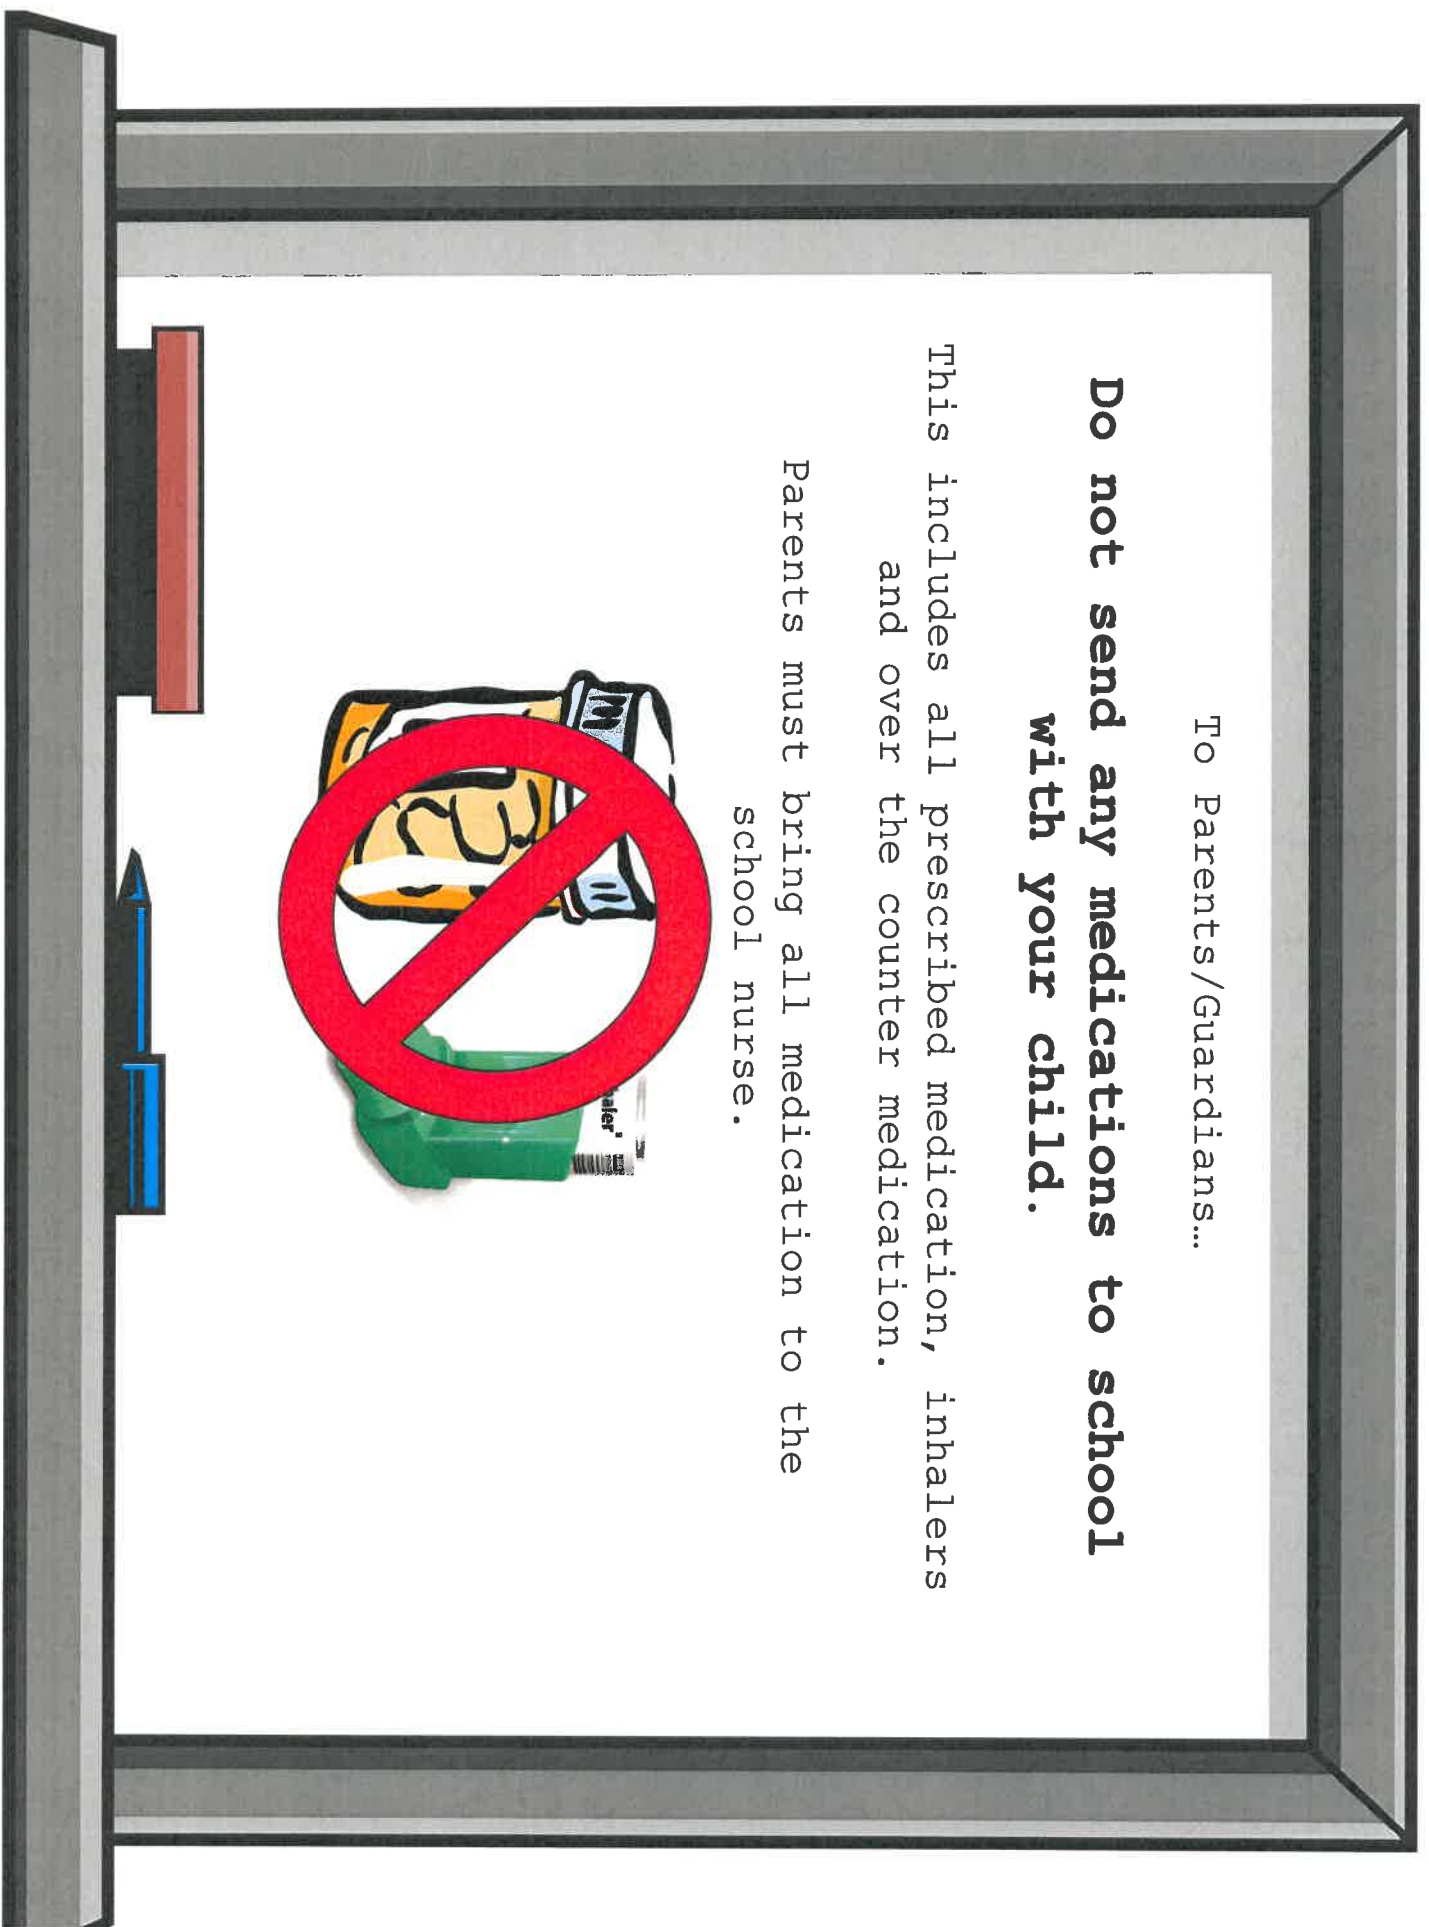 To Parents/Guardians…
Do not send any medications to school
with your child.
This includes all prescribed medication, inhalers
and over the counter medication.
Parents must bring all medication to the
school nurse.
haler